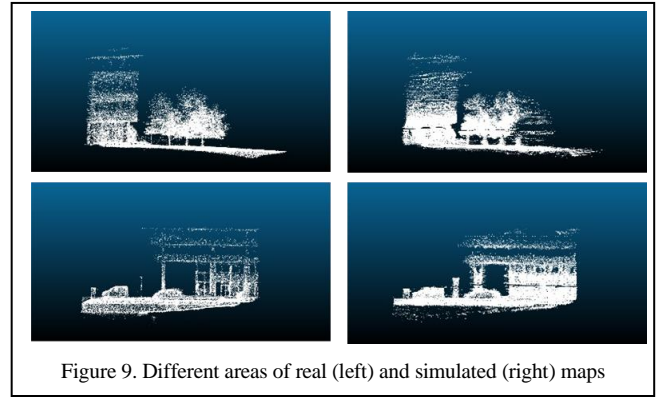 Figure 9. Different areas of real (left) and simulated (right) maps